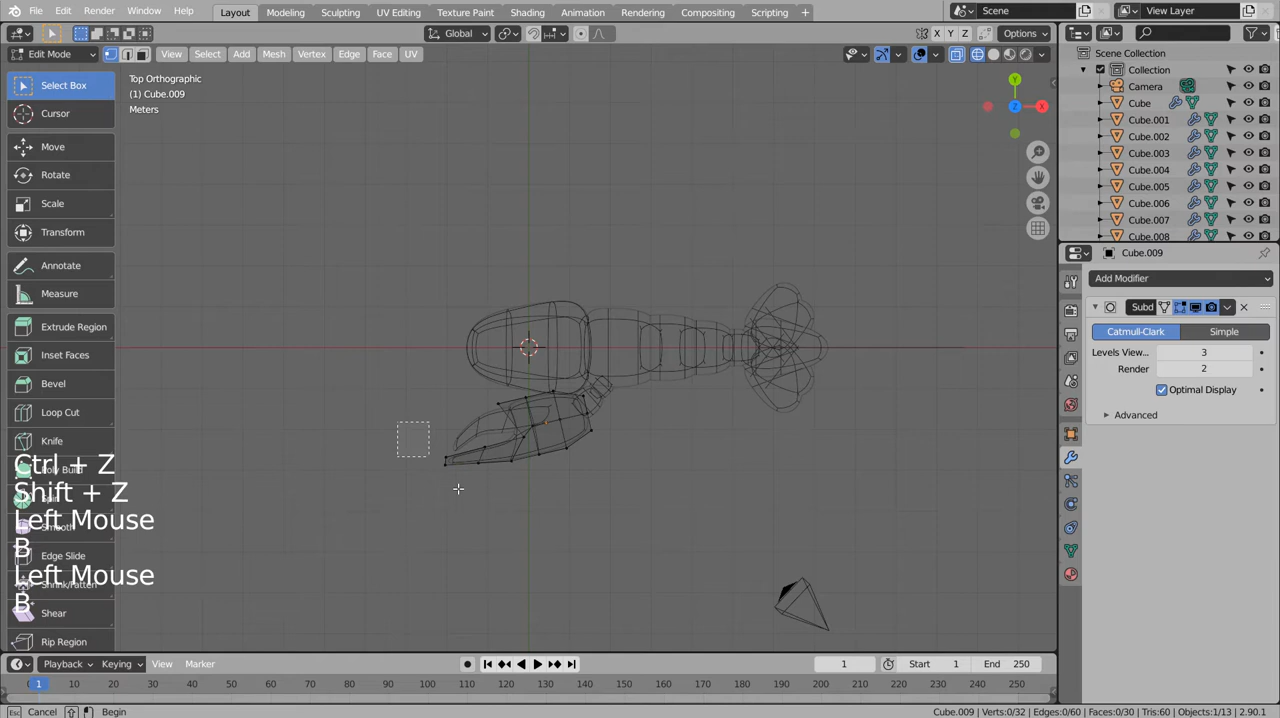 File Edit Render Window Help Layout Modeling Sculpting UV Editing Texture Paint Shading Animation Rendering Compositing Scripting + Scene View Layer
Edit Mode View Select Add Mesh Vertex Edge Face UV Global X Y Z Options
Select Box
Cursor
Move
Rotate
Scale
Transform
Annotate
Measure
Extrude Region
Inset Faces
Bevel
Loop Cut
Knife
Poly Build
Spin
Smooth
Edge Slide
Shrink/Fatten
Shear
Rip Region
Top Orthographic
(1) Cube.009
Meters
Ctrl + Z
Shift + Z
Left Mouse
B
Left Mouse
B
Y
Z X
Scene Collection
Collection
Camera
Cube
Cube.001
Cube.002
Cube.003
Cube.004
Cube.005
Cube.006
Cube.007
Cube.008
Cube.009
Add Modifier
Subd
Catmull-Clark Simple
Levels View... 3
Render 2
Optimal Display
Advanced
Playback Keying View Marker 1 Start 1 End 250
1 10 20 30 40 50 60 70 80 90 100 110 120 130 140 150 160 170 180 190 200 210 220 230 240 250
Esc Cancel Begin Cube.009 | Verts:0/32 | Edges:0/60 | Faces:0/30 | Tris:60 | Objects:1/13 | 2.90.1